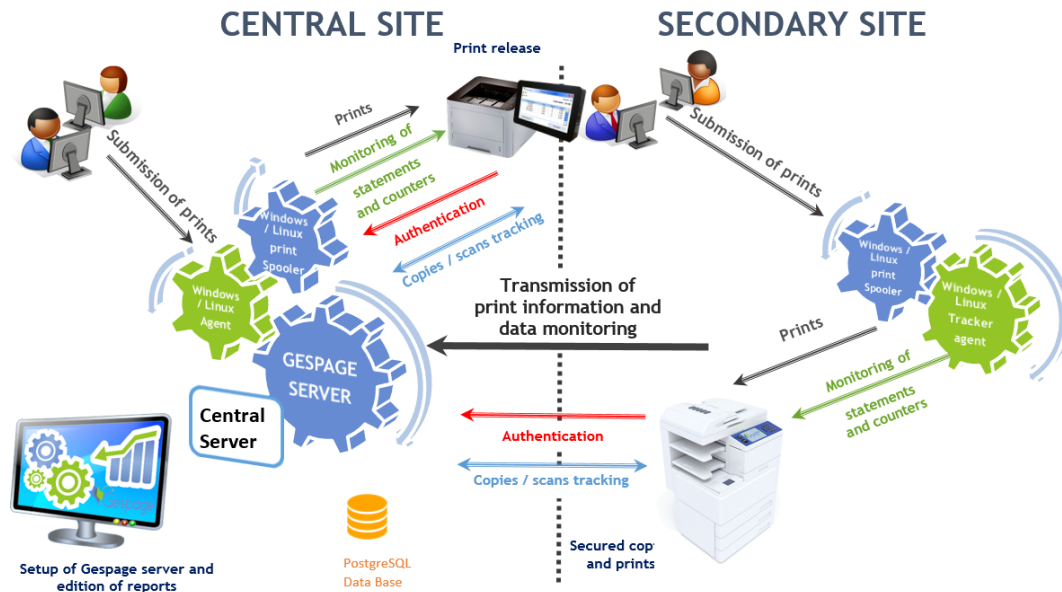 CENTRAL SITE
SECONDARY SITE
Print release
Prints
Monitoring of
statements
and counters
Authentication
Copies / scans tracking
Submission of prints
Windows
/ Linux
print
Spooler
Windows
/ Linux
Agent
GESPAGE
SERVER
Central
Server
Transmission of
print information and
data monitoring
Submission of prints
Windows /
Linux
print
Spooler
Windows /
Linux
Tracker
agent
Prints
Monitoring of
statements
and counters
Authentication
Copies / scans tracking
Gespage
Setup of Gespage server and
edition of reports
PostgreSQL
Data Base
Secured cop
and prints